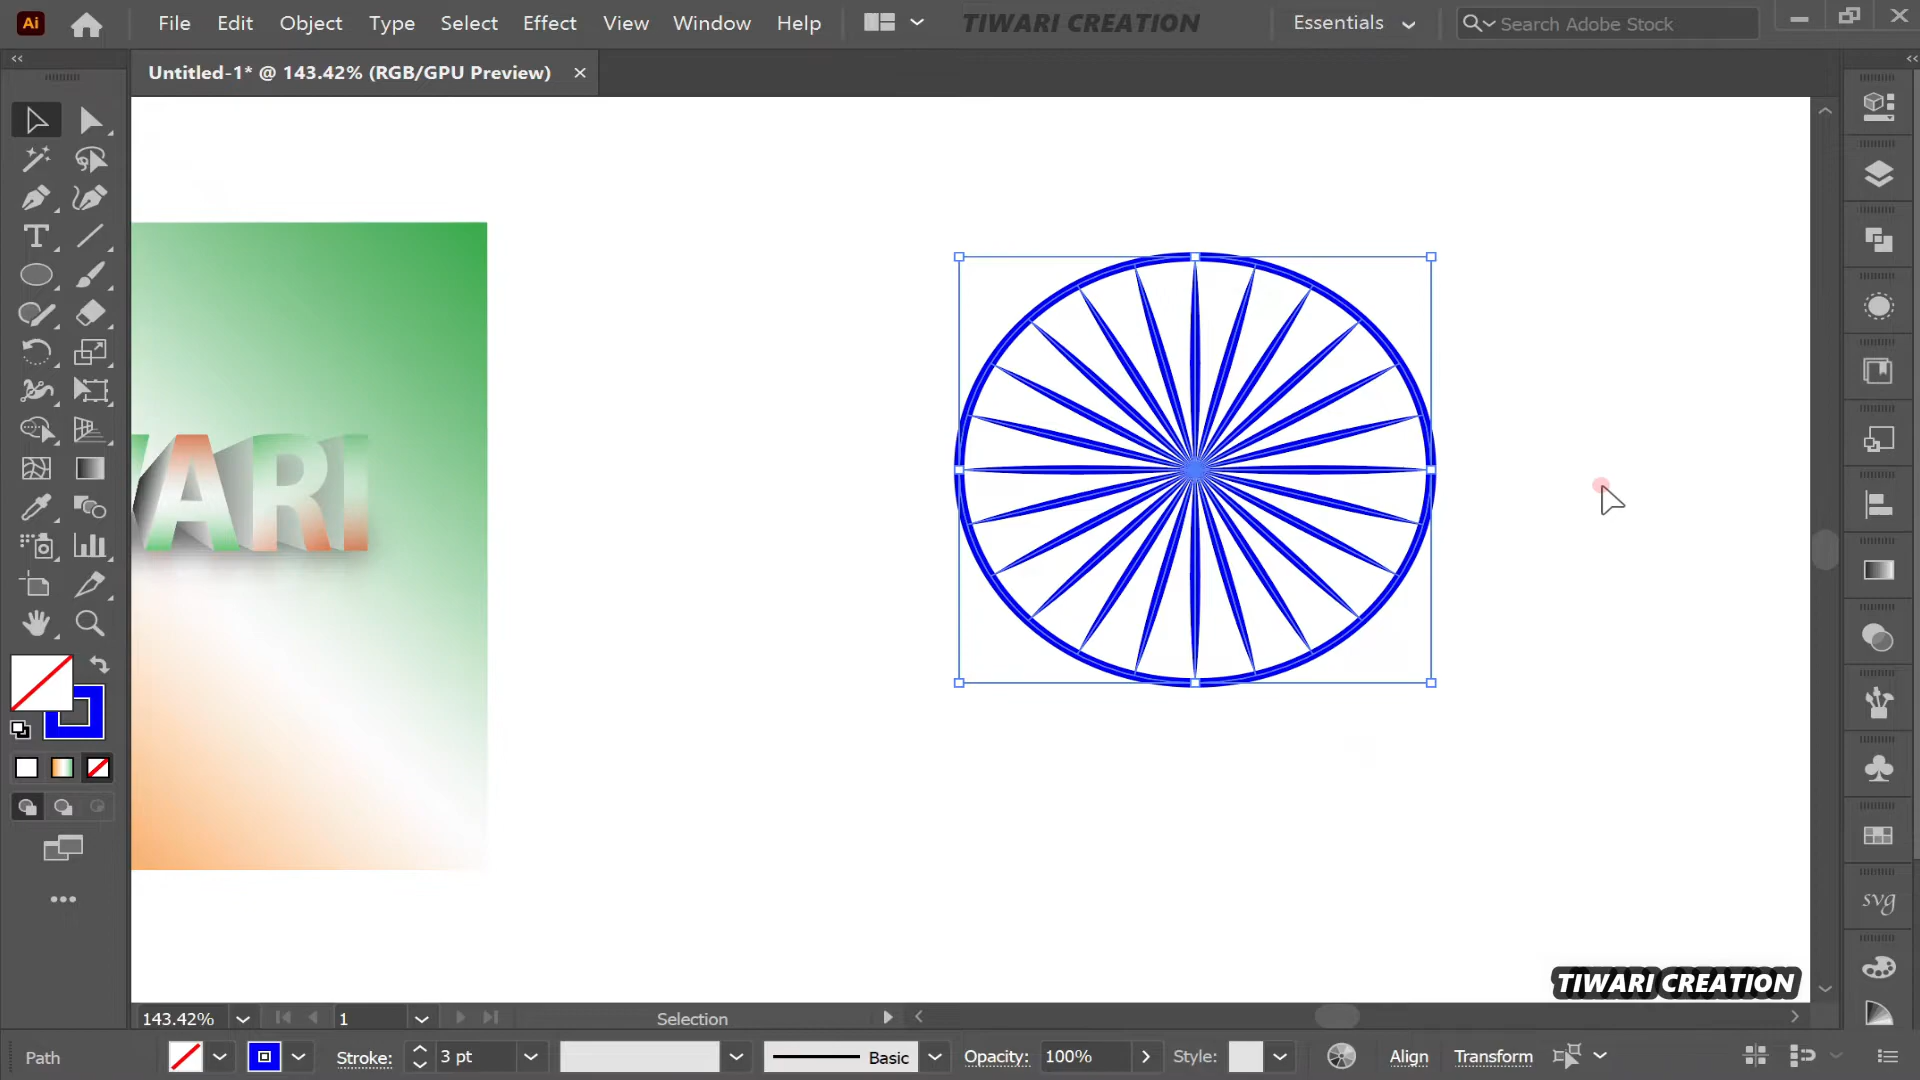 Ai
File
Edit
Object
Type
Select
Effect
View
Window
Help
TIWARI CREATION
Essentials
Search Adobe Stock
Untitled-1* @ 143.42% (RGB/GPU Preview)
ARI
svg
TIWARI CREATION
143.42%
1
Selection
Path
Stroke:
3 pt
Basic
Opacity:
100%
Style:
Align
Transform